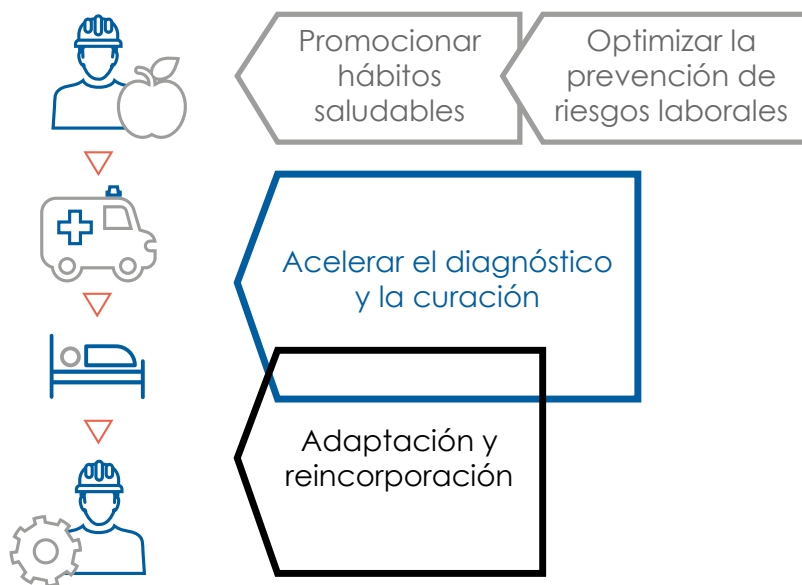 Promocionar
hábitos
saludables
Optimizar la
prevención de
riesgos laborales
Acelerar el diagnóstico
y la curación
Adaptación y
reincorporación